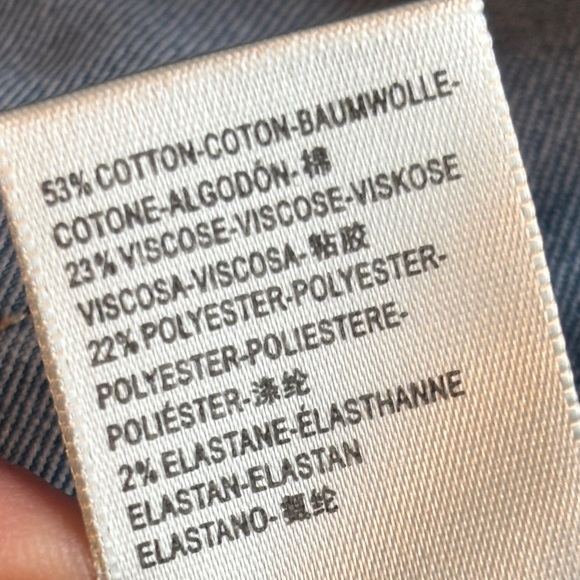 53% COTTON-COTON-BAUMWOLLE-
COTONE-ALGODÓN-棉
23% VISCOSE-VISCOSE-VISKOSE
VISCOSA-VISCOSA-粘胶
22% POLYESTER-POLYESTER-
POLYESTER-POLIESTERE-
POLIÉSTER-涤纶
2% ELASTANE-ÉLASTHANNE
ELASTAN-ELASTAN
ELASTANO-氨纶